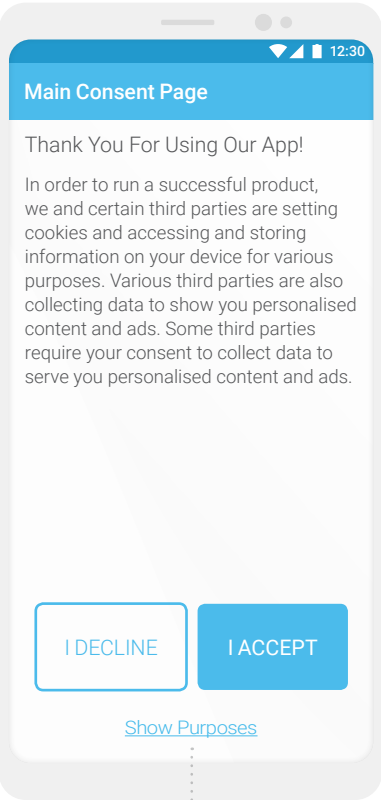 12:30
Main Consent Page
Thank You For Using Our App!
In order to run a successful product,
we and certain third parties are setting
cookies and accessing and storing
information on your device for various
purposes. Various third parties are also
collecting data to show you personalised
content and ads. Some third parties
require your consent to collect data to
serve you personalised content and ads.
I DECLINE
I ACCEPT
Show Purposes